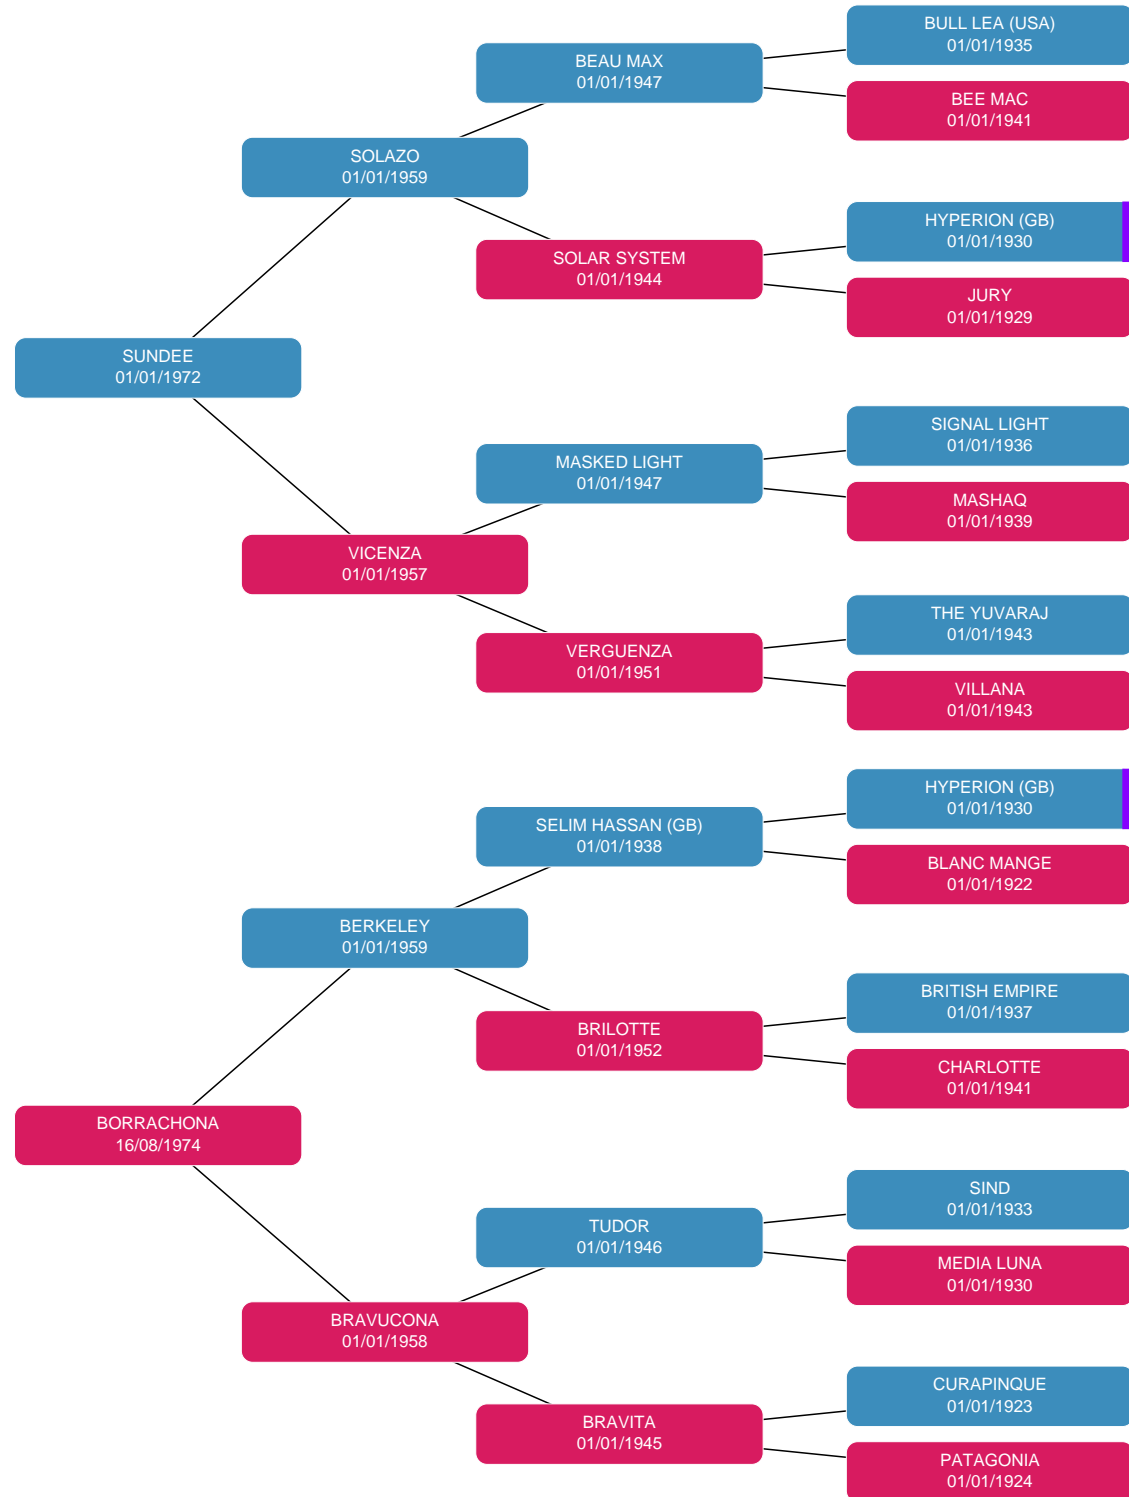 BULL LEA (USA)
01/01/1935
BEAU MAX
01/01/1947
BEE MAC
01/01/1941
SOLAZO
01/01/1959
HYPERION (GB)
01/01/1930
SOLAR SYSTEM
01/01/1944
JURY
01/01/1929
SUNDEE
01/01/1972
SIGNAL LIGHT
01/01/1936
MASKED LIGHT
01/01/1947
MASHAQ
01/01/1939
VICENZA
01/01/1957
THE YUVARAJ
01/01/1943
VERGUENZA
01/01/1951
VILLANA
01/01/1943
HYPERION (GB)
01/01/1930
SELIM HASSAN (GB)
01/01/1938
BLANC MANGE
01/01/1922
BERKELEY
01/01/1959
BRITISH EMPIRE
01/01/1937
BRILOTTE
01/01/1952
CHARLOTTE
01/01/1941
BORRACHONA
16/08/1974
SIND
01/01/1933
TUDOR
01/01/1946
MEDIA LUNA
01/01/1930
BRAVUCONA
01/01/1958
CURAPINQUE
01/01/1923
BRAVITA
01/01/1945
PATAGONIA
01/01/1924